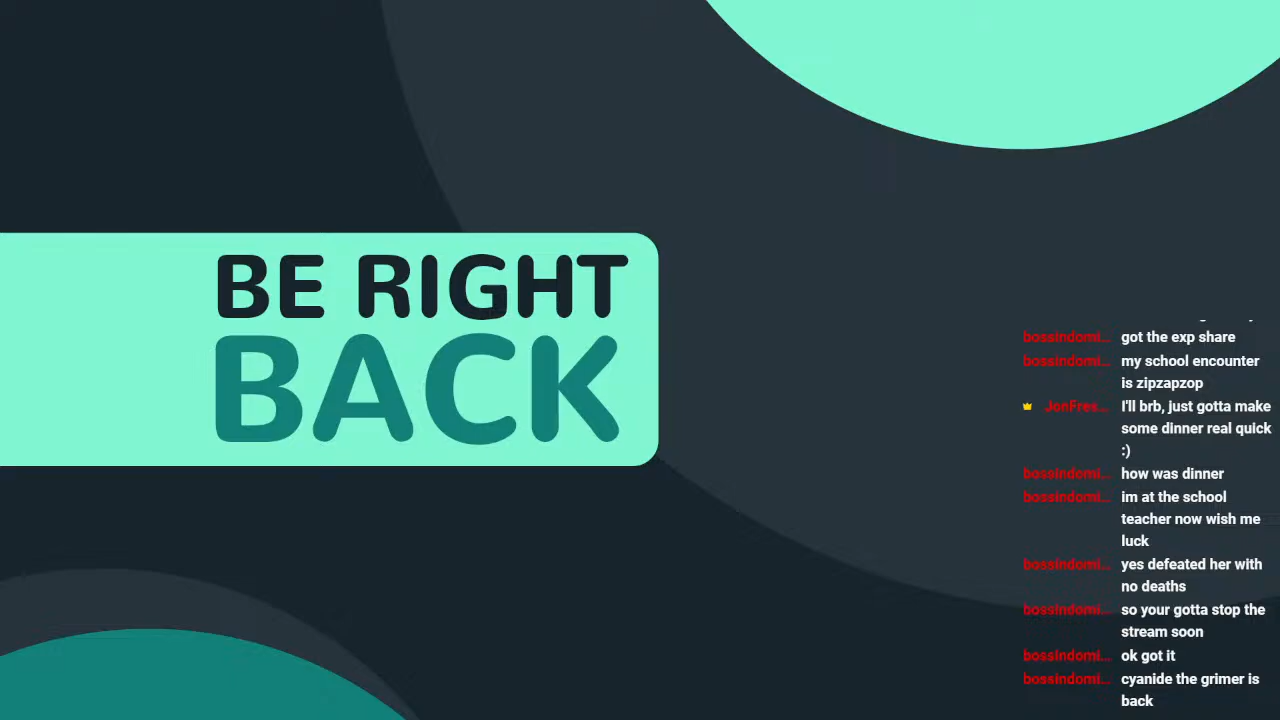 BE RIGHT
BACK
bossindomi... got the exp share
bossindomi... my school encounter
is zipzapzop
JonFres... I'll brb, just gotta make
some dinner real quick
:)
bossindomi... how was dinner
bossindomi... im at the school
teacher now wish me
luck
bossindomi... yes defeated her with
no deaths
bossindomi... so your gotta stop the
stream soon
bossindomi... ok got it
bossindomi... cyanide the grimer is
back